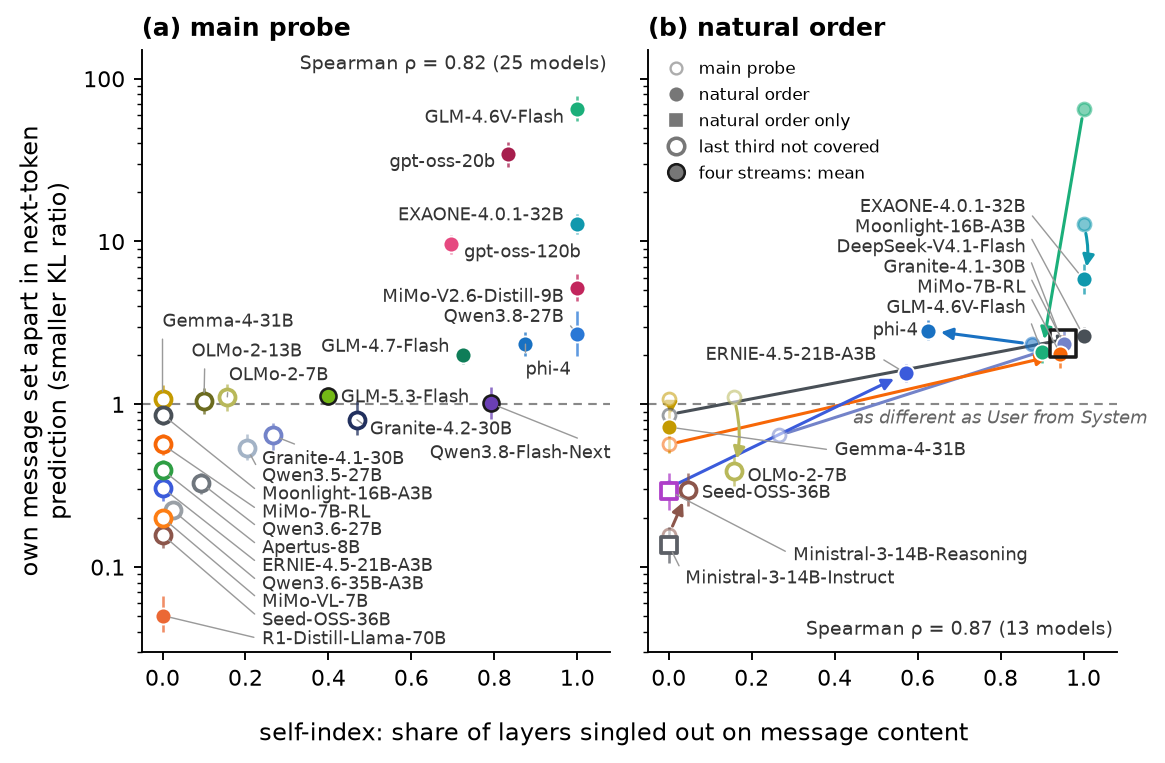 (a) main probe
(b) natural order
own message set apart in next-token
prediction (smaller KL ratio)
100
10
1
0.1
Spearman ρ = 0.82 (25 models)
GLM-4.6V-Flash
gpt-oss-20b
EXAONE-4.0.1-32B
gpt-oss-120b
MiMo-V2.6-Distill-9B
Qwen3.8-27B
Gemma-4-31B
GLM-4.7-Flash
OLMo-2-13B
phi-4
OLMo-2-7B
GLM-5.3-Flash
Granite-4.2-30B
Qwen3.8-Flash-Next
Granite-4.1-30B
Qwen3.5-27B
Moonlight-16B-A3B
MiMo-7B-RL
Qwen3.6-27B
Apertus-8B
ERNIE-4.5-21B-A3B
Qwen3.6-35B-A3B
MiMo-VL-7B
Seed-OSS-36B
R1-Distill-Llama-70B
0.0
0.2
0.4
0.6
0.8
1.0
main probe
natural order
natural order only
last third not covered
four streams: mean
EXAONE-4.0.1-32B
Moonlight-16B-A3B
DeepSeek-V4.1-Flash
Granite-4.1-30B
MiMo-7B-RL
GLM-4.6V-Flash
phi-4
ERNIE-4.5-21B-A3B
as different as User from System
Gemma-4-31B
OLMo-2-7B
Seed-OSS-36B
Ministral-3-14B-Reasoning
Ministral-3-14B-Instruct
Spearman ρ = 0.87 (13 models)
0.0
0.2
0.4
0.6
0.8
1.0
self-index: share of layers singled out on message content